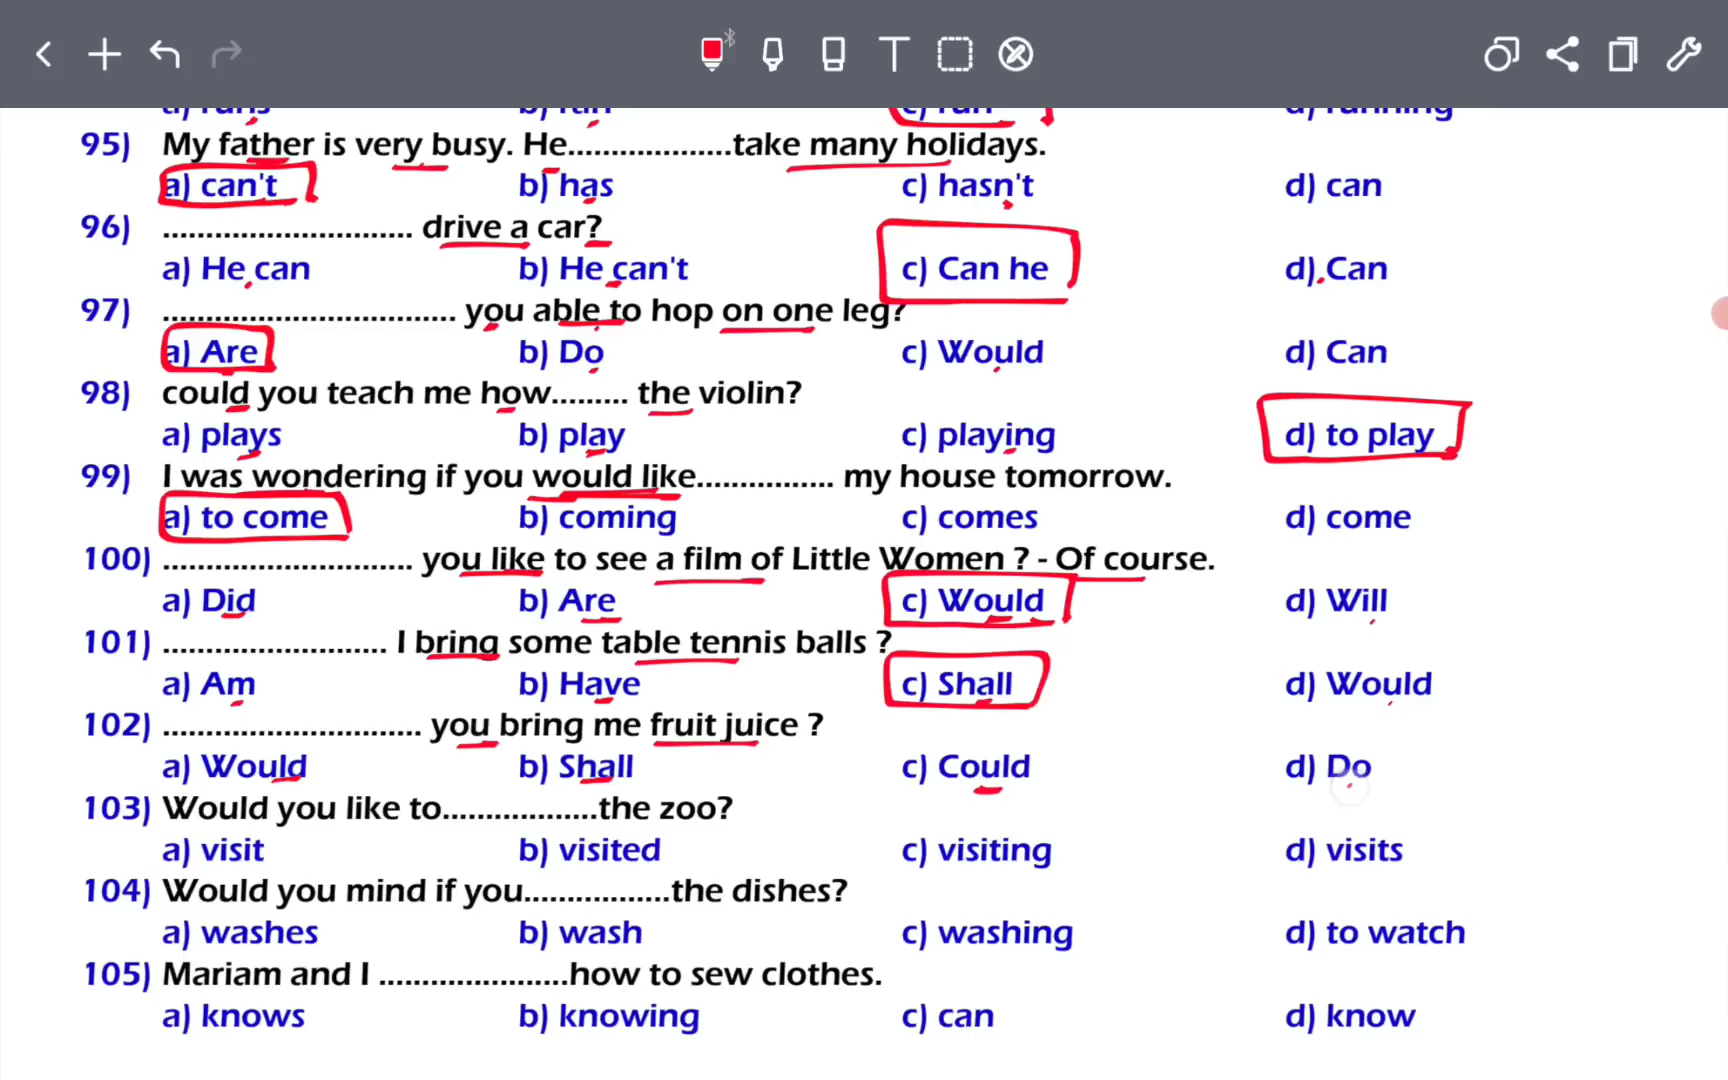 a) runs b) run c) run d) running
95) My father is very busy. He...................take many holidays.
a) can't b) has c) hasn't d) can
96) ............................. drive a car?
a) He can b) He can't c) Can he d) Can
97) .................................. you able to hop on one leg?
a) Are b) Do c) Would d) Can
98) could you teach me how......... the violin?
a) plays b) play c) playing d) to play
99) I was wondering if you would like................ my house tomorrow.
a) to come b) coming c) comes d) come
100) ............................. you like to see a film of Little Women ? - Of course.
a) Did b) Are c) Would d) Will
101) .......................... I bring some table tennis balls ?
a) Am b) Have c) Shall d) Would
102) .............................. you bring me fruit juice ?
a) Would b) Shall c) Could d) Do
103) Would you like to..................the zoo?
a) visit b) visited c) visiting d) visits
104) Would you mind if you.................the dishes?
a) washes b) wash c) washing d) to watch
105) Mariam and I ......................how to sew clothes.
a) knows b) knowing c) can d) know